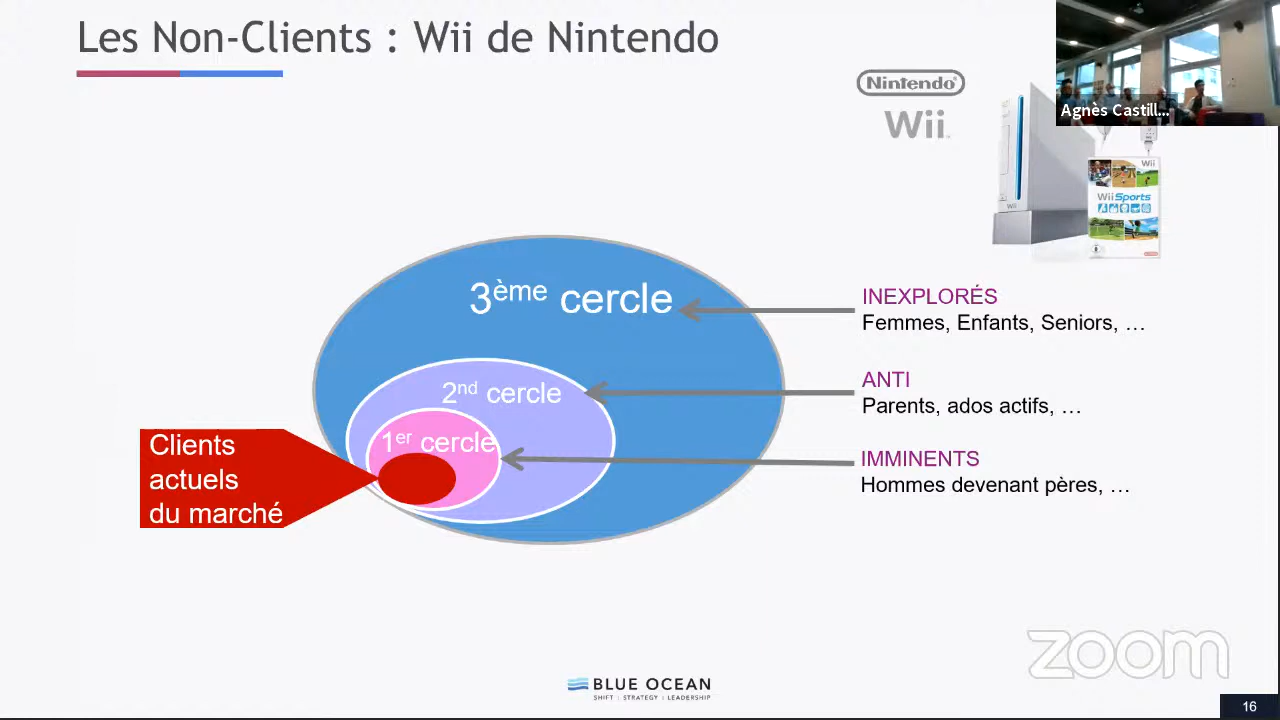 Les Non-Clients : Wii de Nintendo
Nintendo
Wii
Agnès Castill...
Wii
Wii Sports
Wii
3ème cercle
INEXPLORÉS
Femmes, Enfants, Seniors, …
2nd cercle
ANTI
Parents, ados actifs, …
1er cercle
IMMINENTS
Hommes devenant pères, …
Clients
actuels
du marché
zoom
BLUE OCEAN
SHIFT | STRATEGY | LEADERSHIP
16